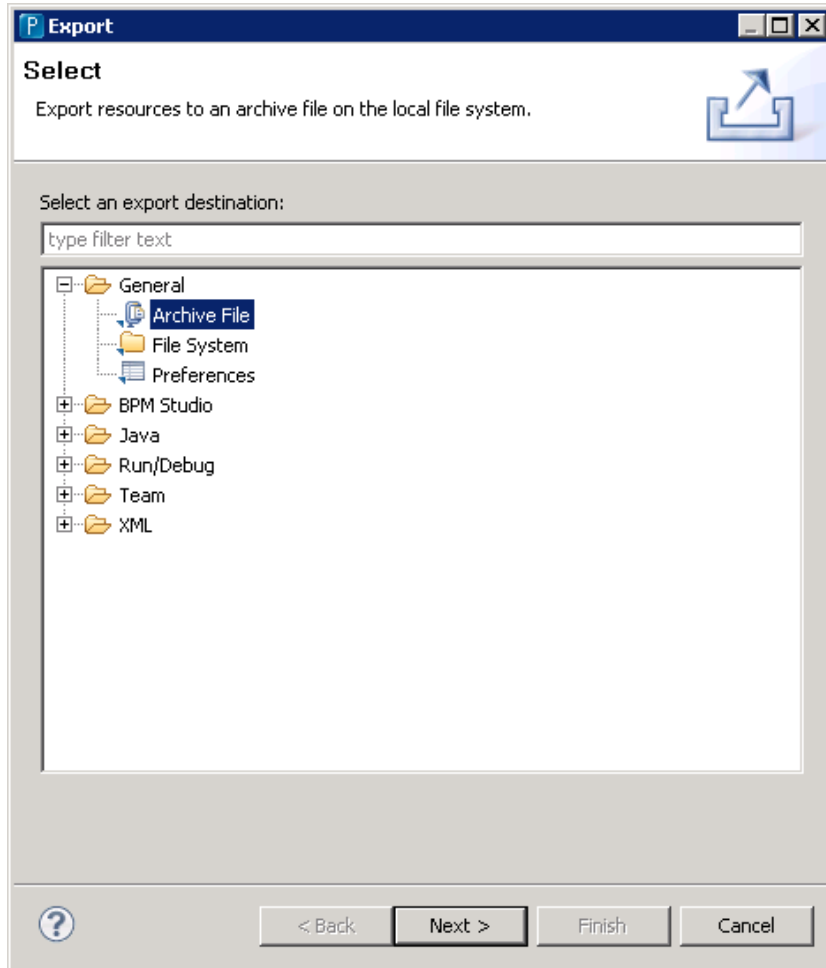 P Export
Select
Export resources to an archive file on the local file system.
Select an export destination:
type filter text
General
Archive File
File System
Preferences
BPM Studio
Java
Run/Debug
Team
XML
? < Back Next > Finish Cancel